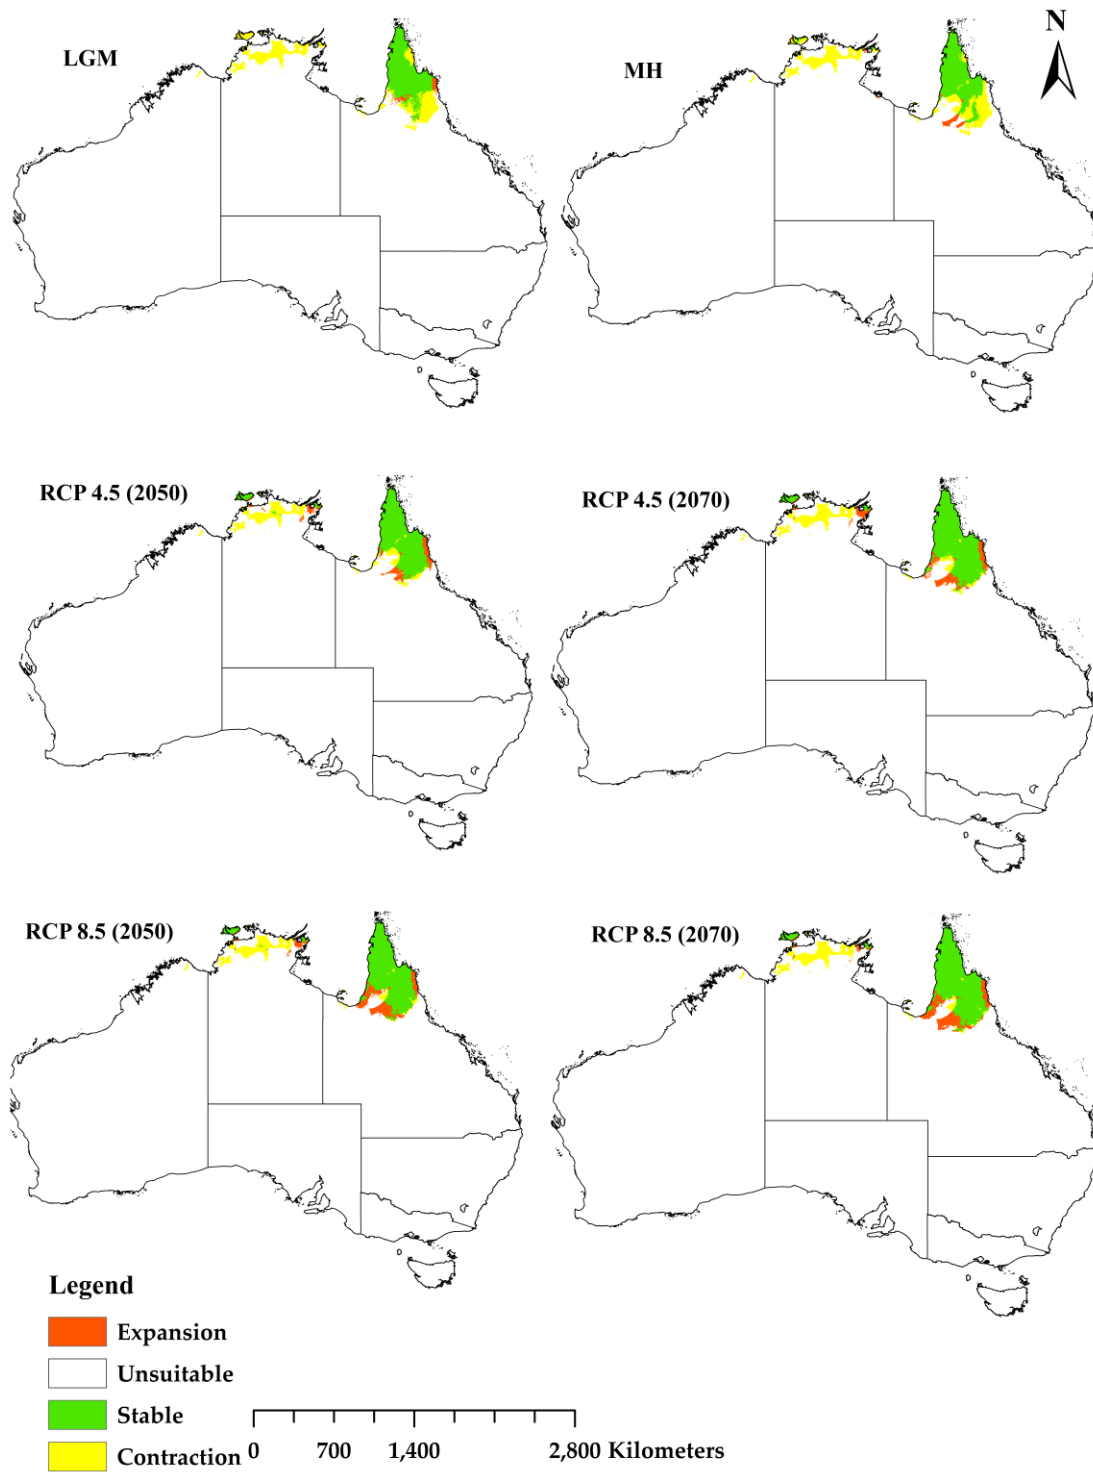 LGM
MH
N
RCP 4.5 (2050)
RCP 4.5 (2070)
RCP 8.5 (2050)
RCP 8.5 (2070)
Legend
Expansion
Unsuitable
Stable
Contraction
0 700 1,400 2,800 Kilometers